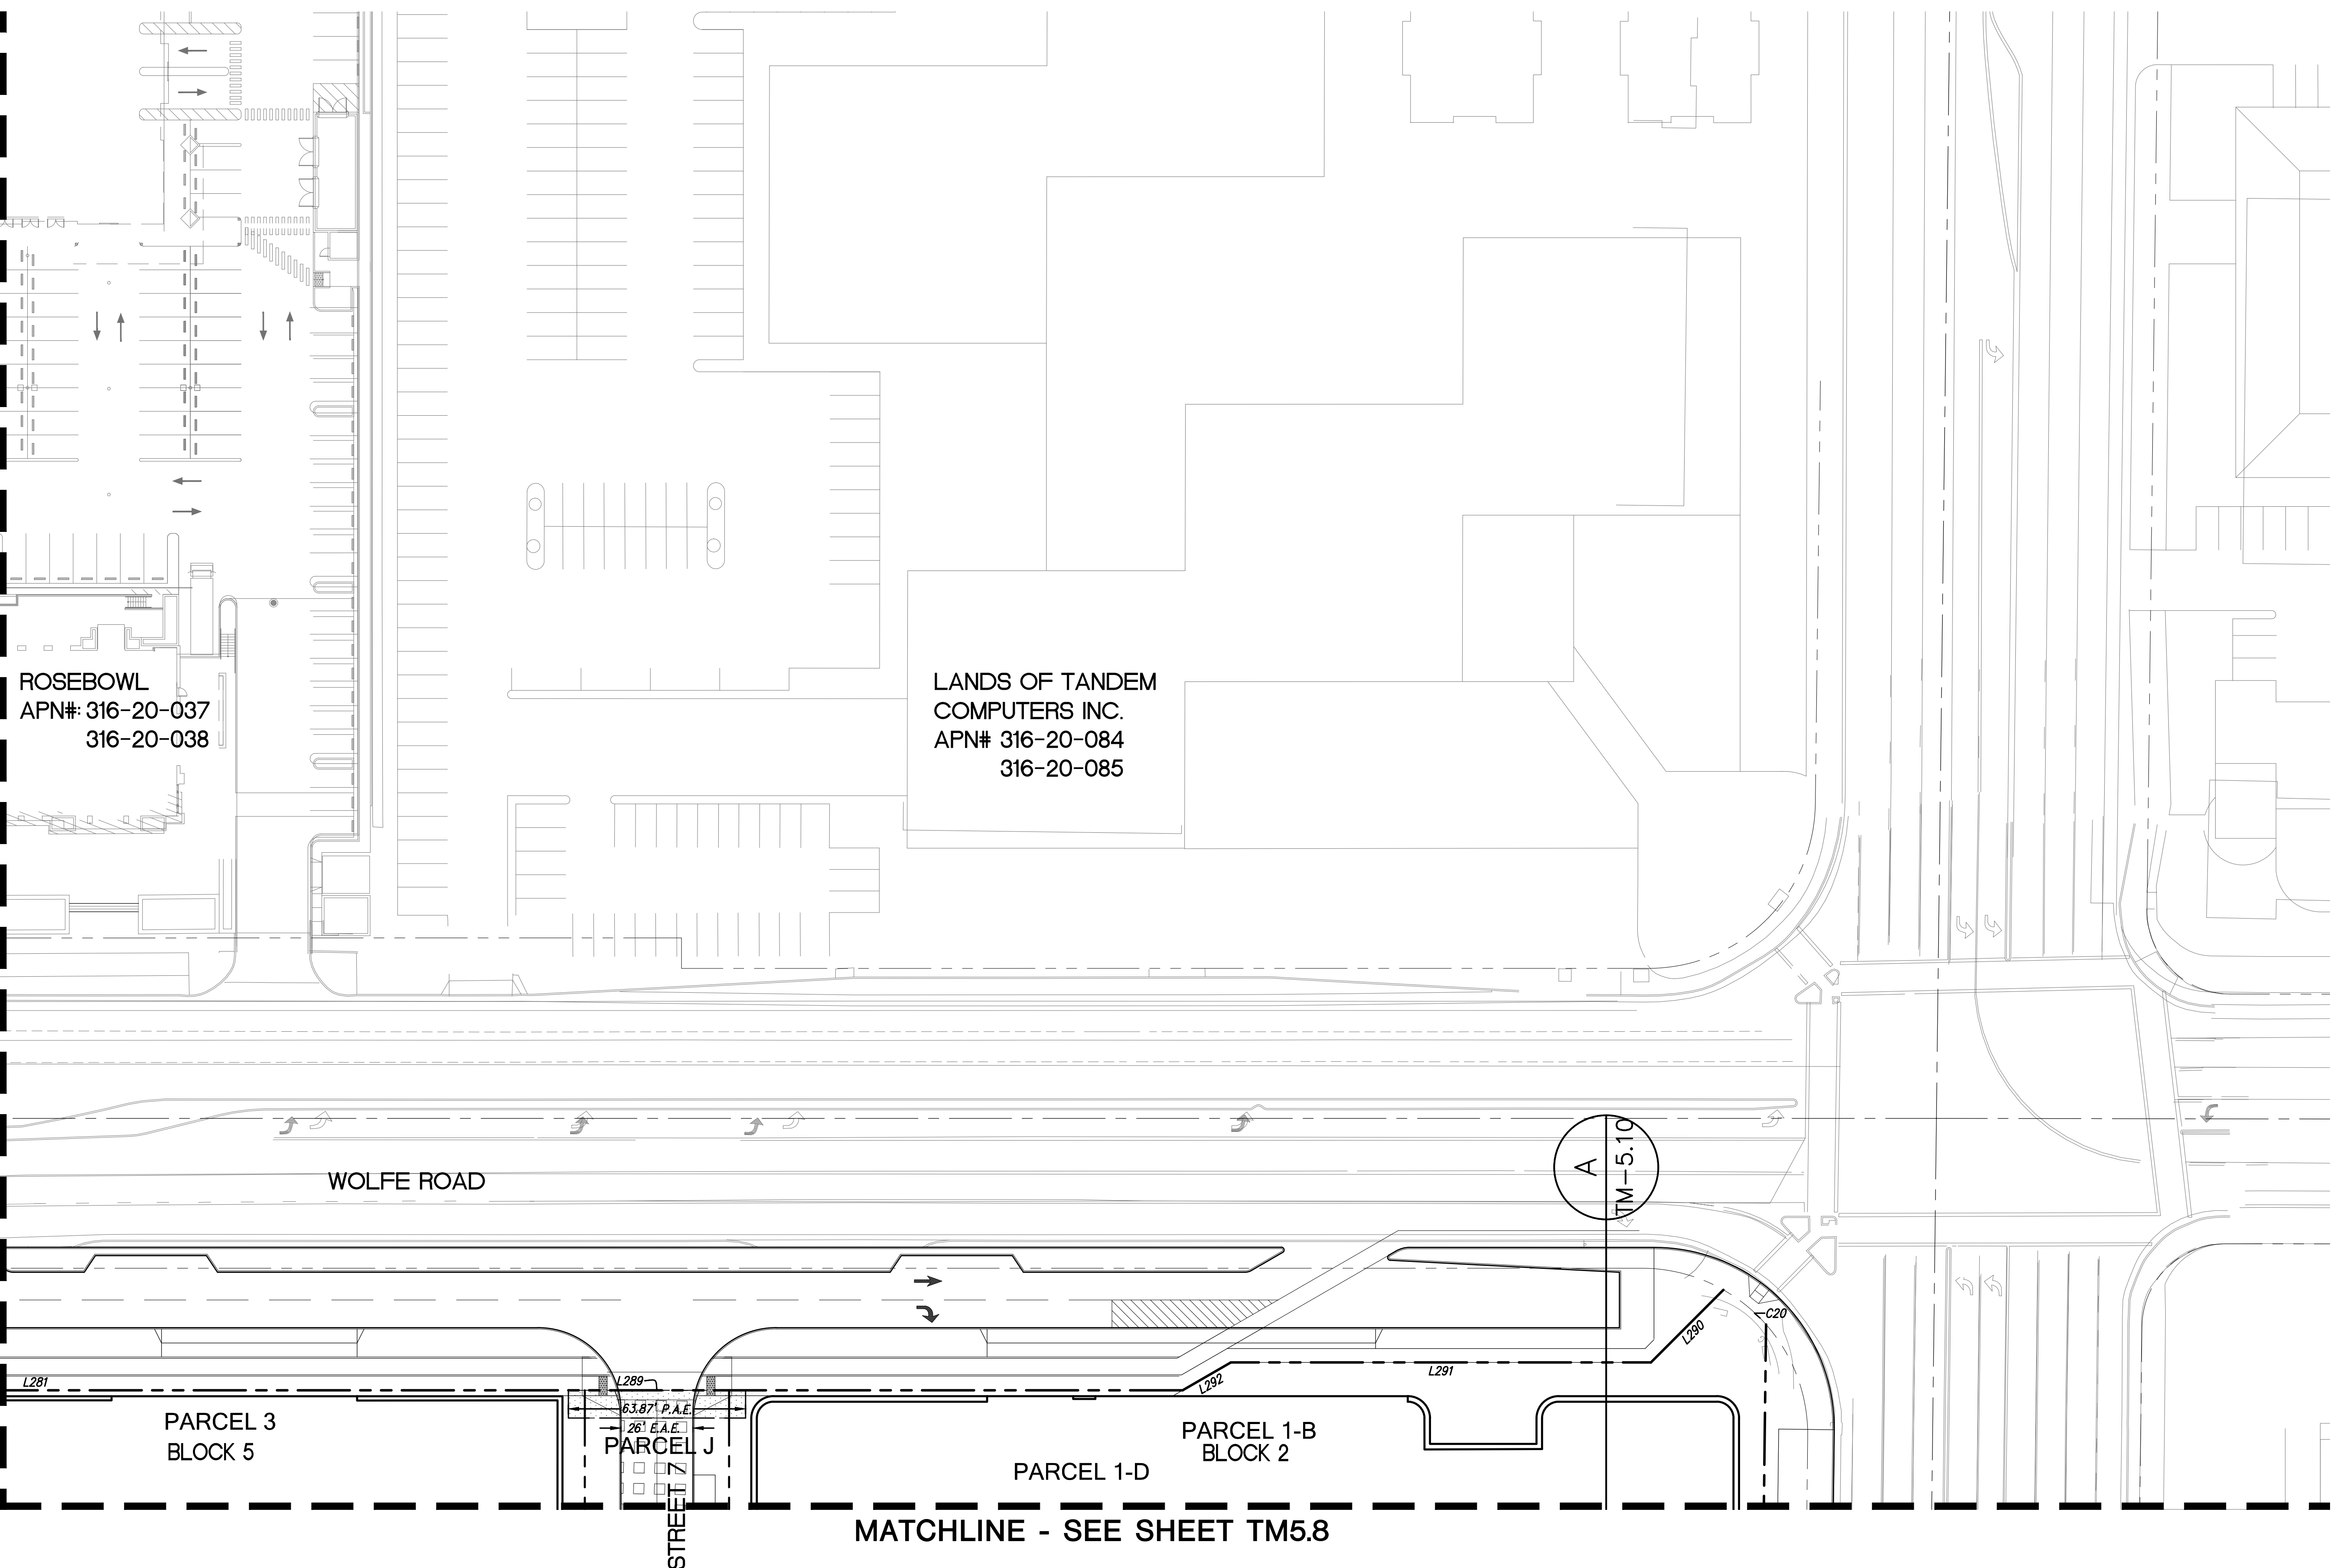 ROSEBOWL
APN#: 316-20-037
316-20-038
LANDS OF TANDEM
COMPUTERS INC.
APN# 316-20-084
316-20-085
WOLFE ROAD
A
TM-5.10
C20
L290
L291
L292
L289
L281
63.87' P.A.E.
26' E.A.E.
PARCEL J
STREET 7
PARCEL 3
BLOCK 5
PARCEL 1-B
BLOCK 2
PARCEL 1-D
MATCHLINE - SEE SHEET TM5.8